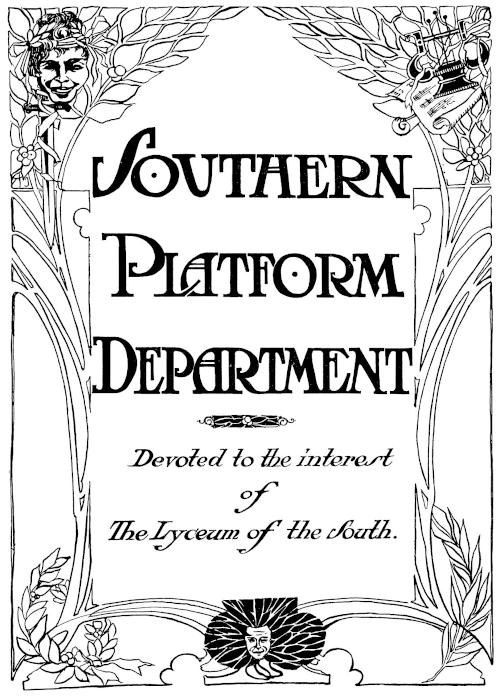 SOUTHERN
PLATFORM
DEPARTMENT
Devoted to the interest
of
The Lyceum of the South.